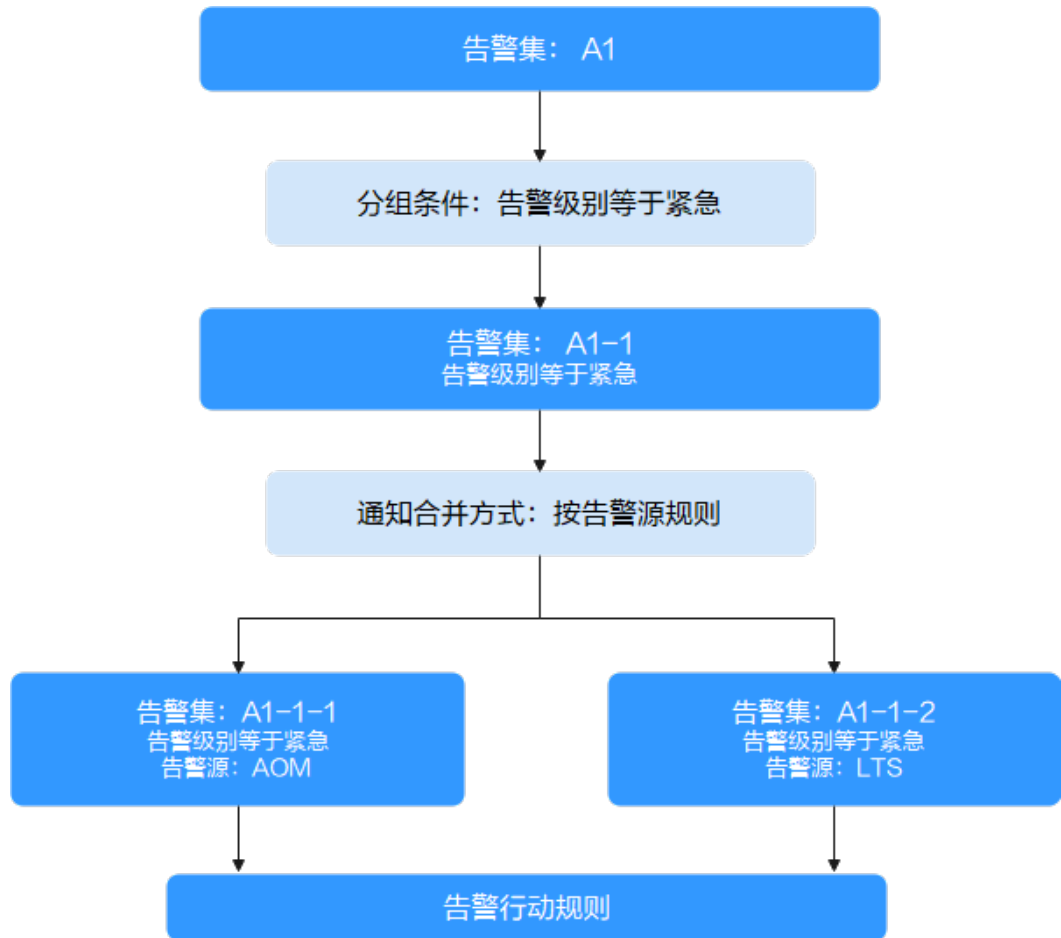 告警集： A1
分组条件：告警级别等于紧急
告警集： A1-1
告警级别等于紧急
通知合并方式：按告警源规则
告警集：A1-1-1
告警级别等于紧急
告警源：AOM
告警集：A1-1-2
告警级别等于紧急
告警源：LTS
告警行动规则